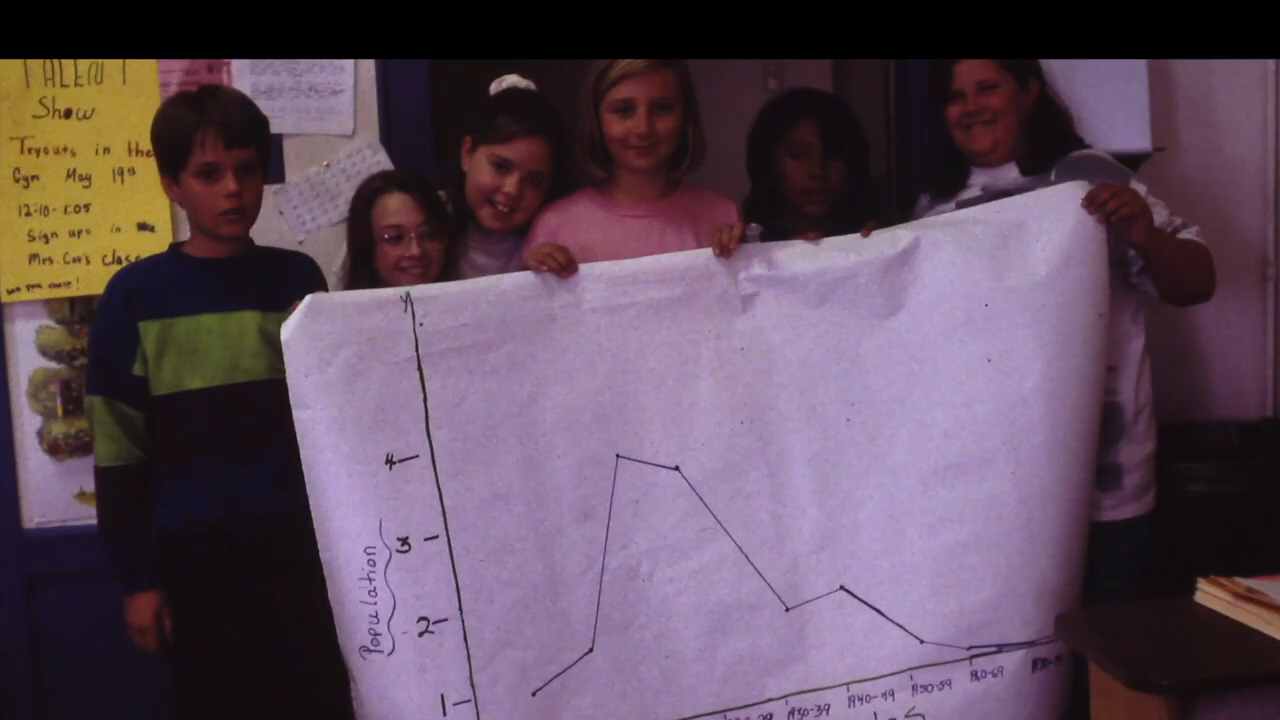 TALENT
Show
Tryouts in the
Gym May 19th
12:10-1:05
Sign ups in
Mrs. Cox's class
y
4
3
2
1
Population
1930-39
1940-49
1950-59
1960-69